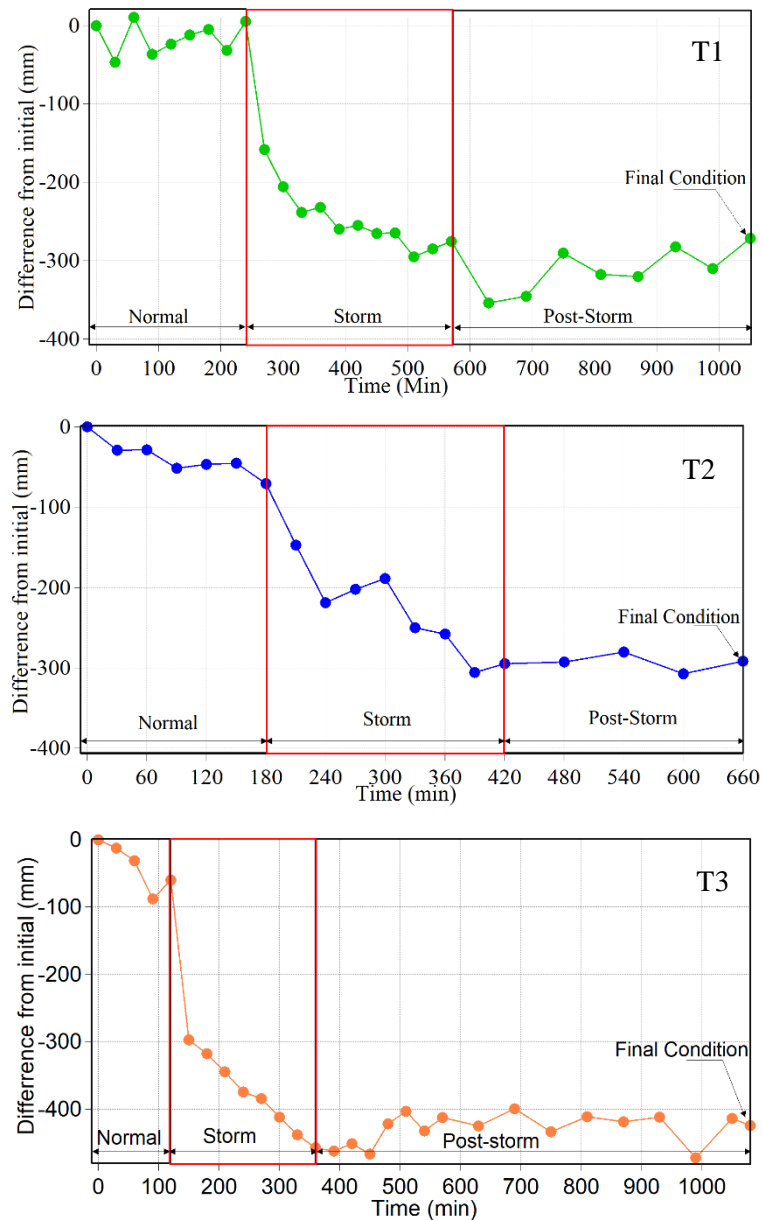 T1
Differrence from initial (mm)
0
-100
-200
-300
-400
Final Condition
Normal
Storm
Post-Storm
0 100 200 300 400 500 600 700 800 900 1000
Time (Min)
T2
Differrence from initial (mm)
0
-100
-200
-300
-400
Final Condition
Normal
Storm
Post-Storm
0 60 120 180 240 300 360 420 480 540 600 660
Time (min)
T3
Differrence from initial (mm)
0
-100
-200
-300
-400
Final Condition
Normal
Storm
Post-storm
0 100 200 300 400 500 600 700 800 900 1000
Time (min)